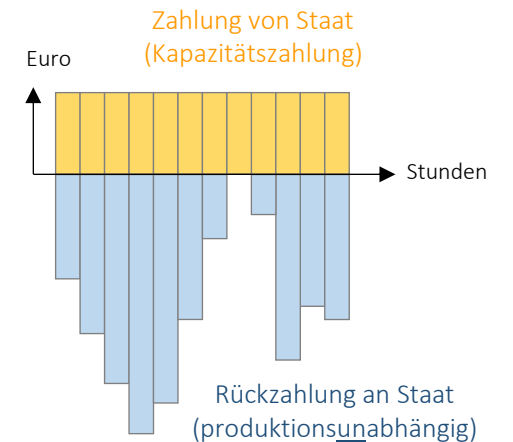 Zahlung von Staat
(Kapazitätszahlung)
Euro
Stunden
Rückzahlung an Staat
(produktionsunabhängig)